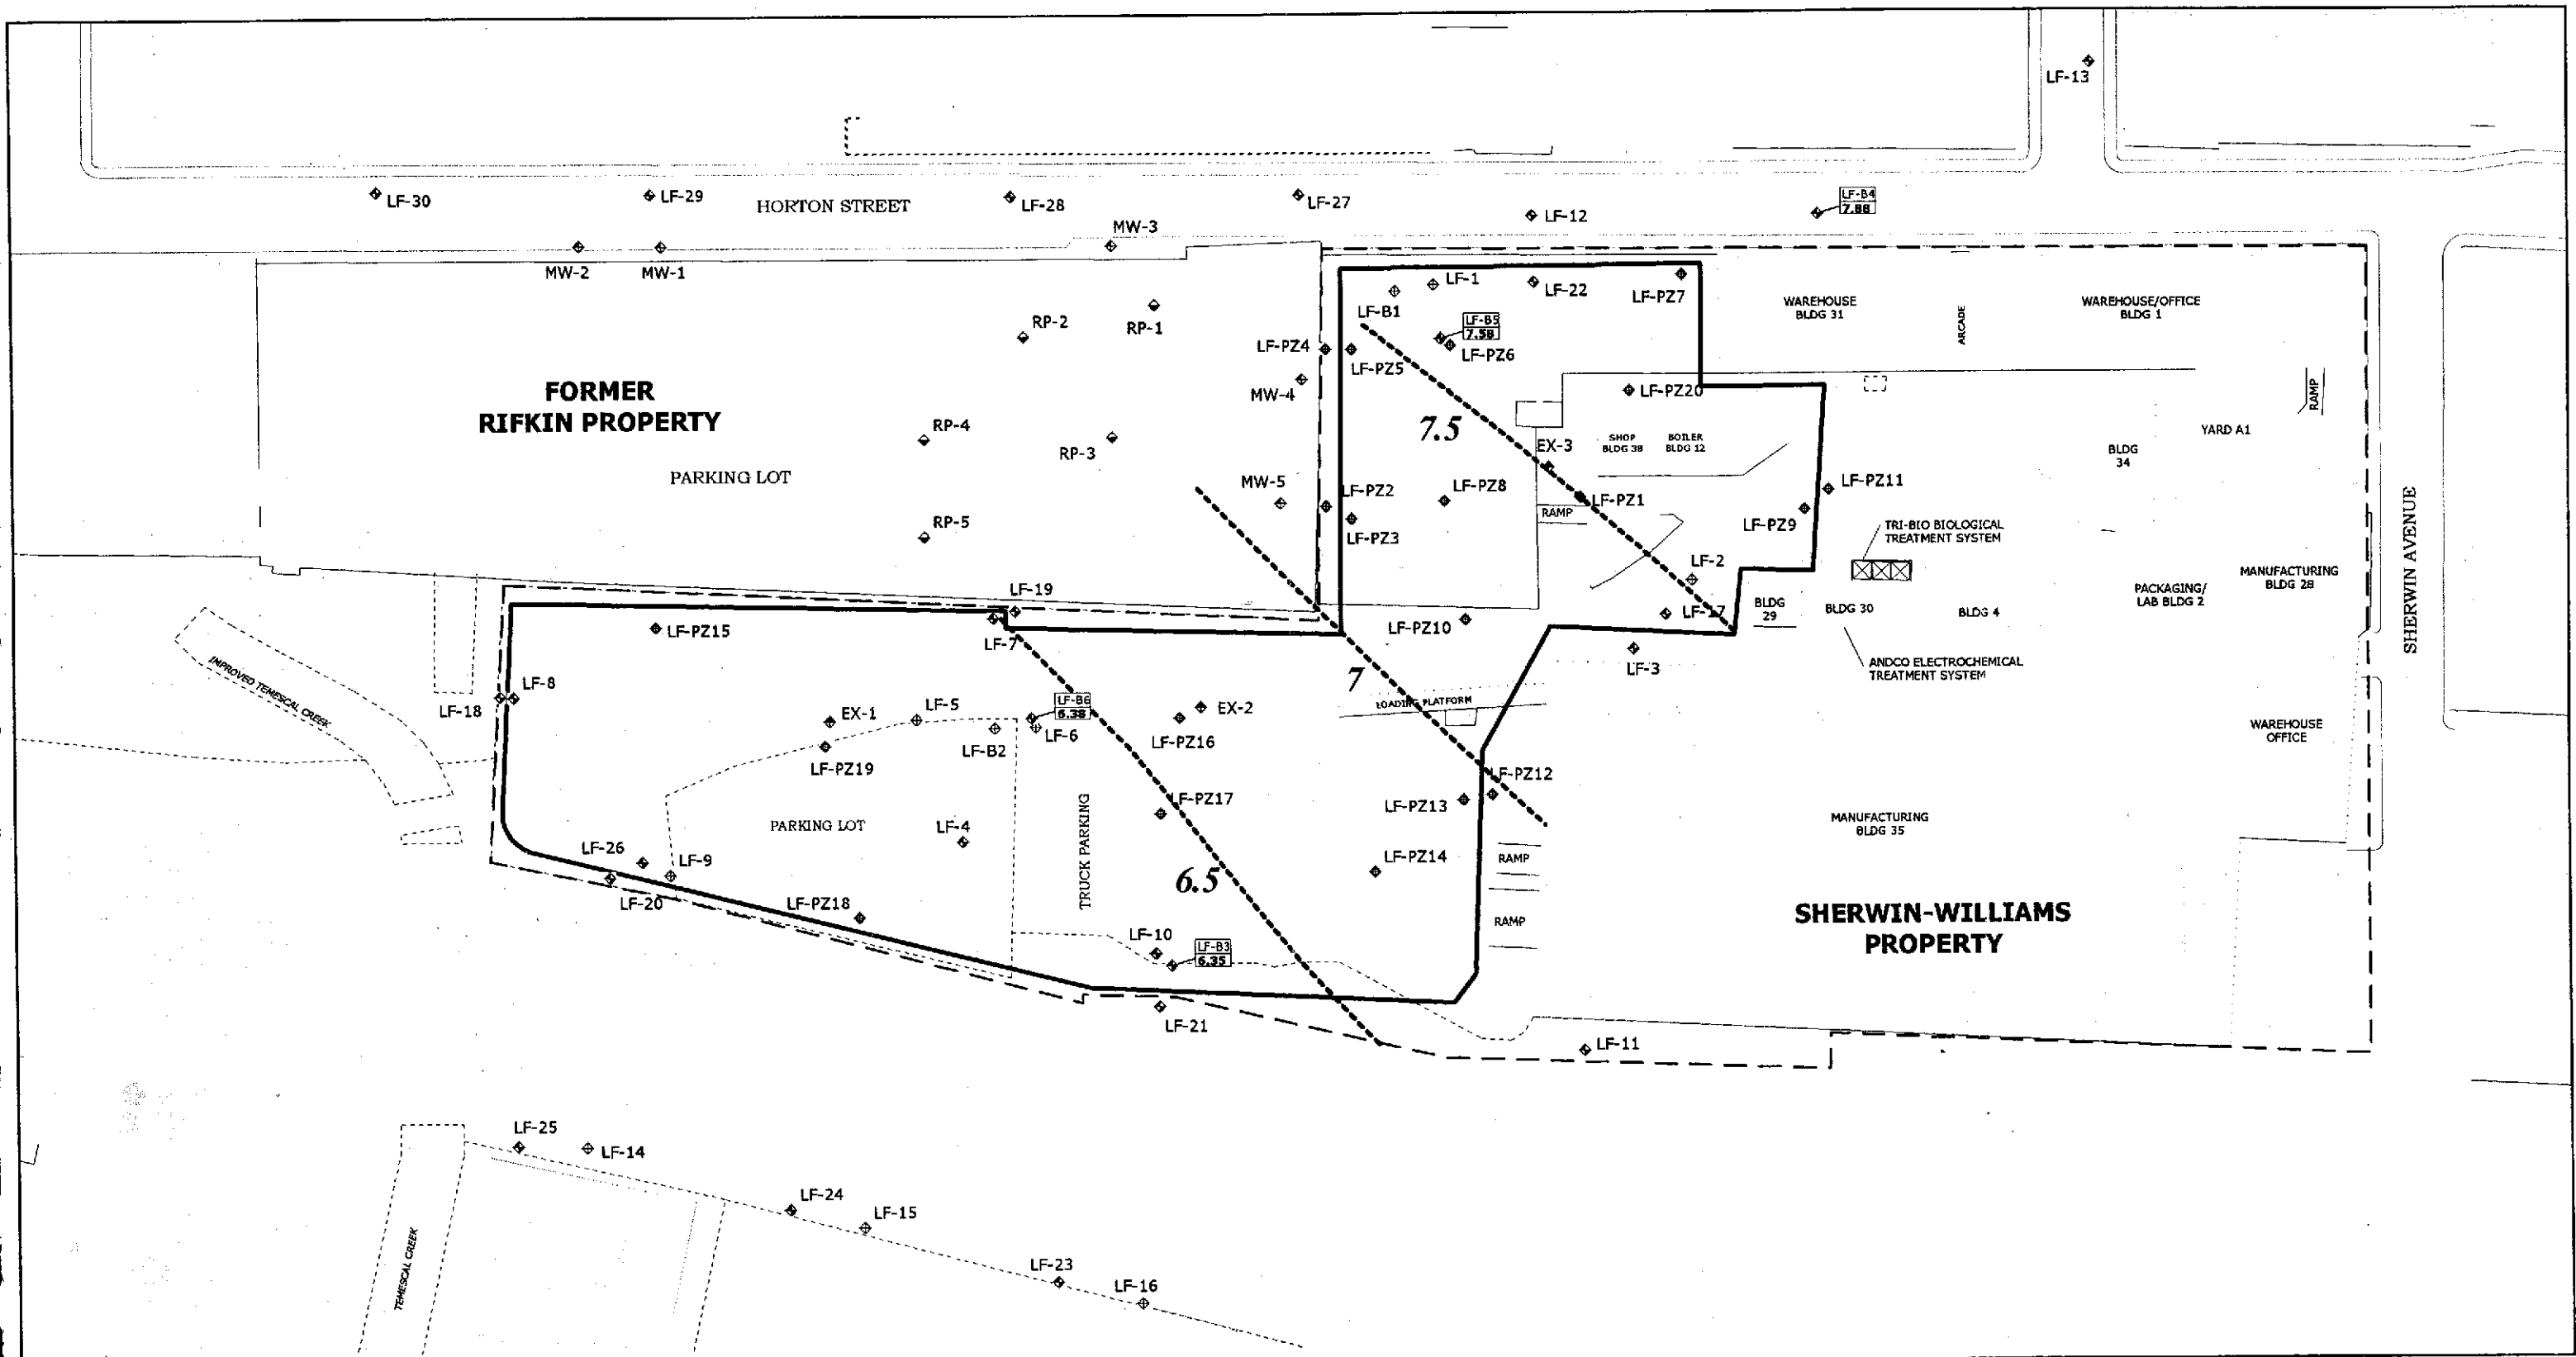 LF-13
LF-30
LF-29
HORTON STREET
LF-28
LF-27
LF-12
LF-B4
7.88
MW-2
MW-1
MW-3
RP-2
RP-1
LF-B1
LF-1
LF-22
LF-PZ7
WAREHOUSE
BLDG 31
ARCADE
WAREHOUSE/OFFICE
BLDG 1
LF-B5
7.58
LF-PZ4
LF-PZ5
LF-PZ6
MW-4
LF-PZ20
RAMP
FORMER
RIFKIN PROPERTY
RP-4
RP-3
7.5
EX-3
SHOP
BLDG 38
BOILER
BLDG 12
BLDG
34
YARD A1
PARKING LOT
MW-5
LF-PZ2
LF-PZ8
LF-PZ1
RAMP
LF-PZ11
LF-PZ9
RP-5
LF-PZ3
TRI-BIO BIOLOGICAL
TREATMENT SYSTEM
SHERWIN AVENUE
LF-2
MANUFACTURING
BLDG 28
PACKAGING/
LAB BLDG 2
BLDG
29
BLDG 30
BLDG 4
LF-19
LF-17
LF-PZ15
LF-7
LF-PZ10
LF-3
IMPROVED TEMESCAL CREEK
ANDCO ELECTROCHEMICAL
TREATMENT SYSTEM
7
LF-8
LF-18
EX-1
LF-5
LF-B6
6.38
LF-6
LF-B2
EX-2
LF-PZ16
LOADING PLATFORM
WAREHOUSE
OFFICE
LF-PZ19
LF-PZ12
LF-PZ13
LF-PZ17
PARKING LOT
LF-4
TRUCK PARKING
MANUFACTURING
BLDG 35
LF-26
LF-9
LF-20
6.5
LF-PZ14
RAMP
LF-PZ18
RAMP
SHERWIN-WILLIAMS
PROPERTY
LF-10
LF-B3
6.35
LF-21
LF-11
LF-25
LF-14
LF-24
LF-15
TEMESCAL CREEK
LF-23
LF-16